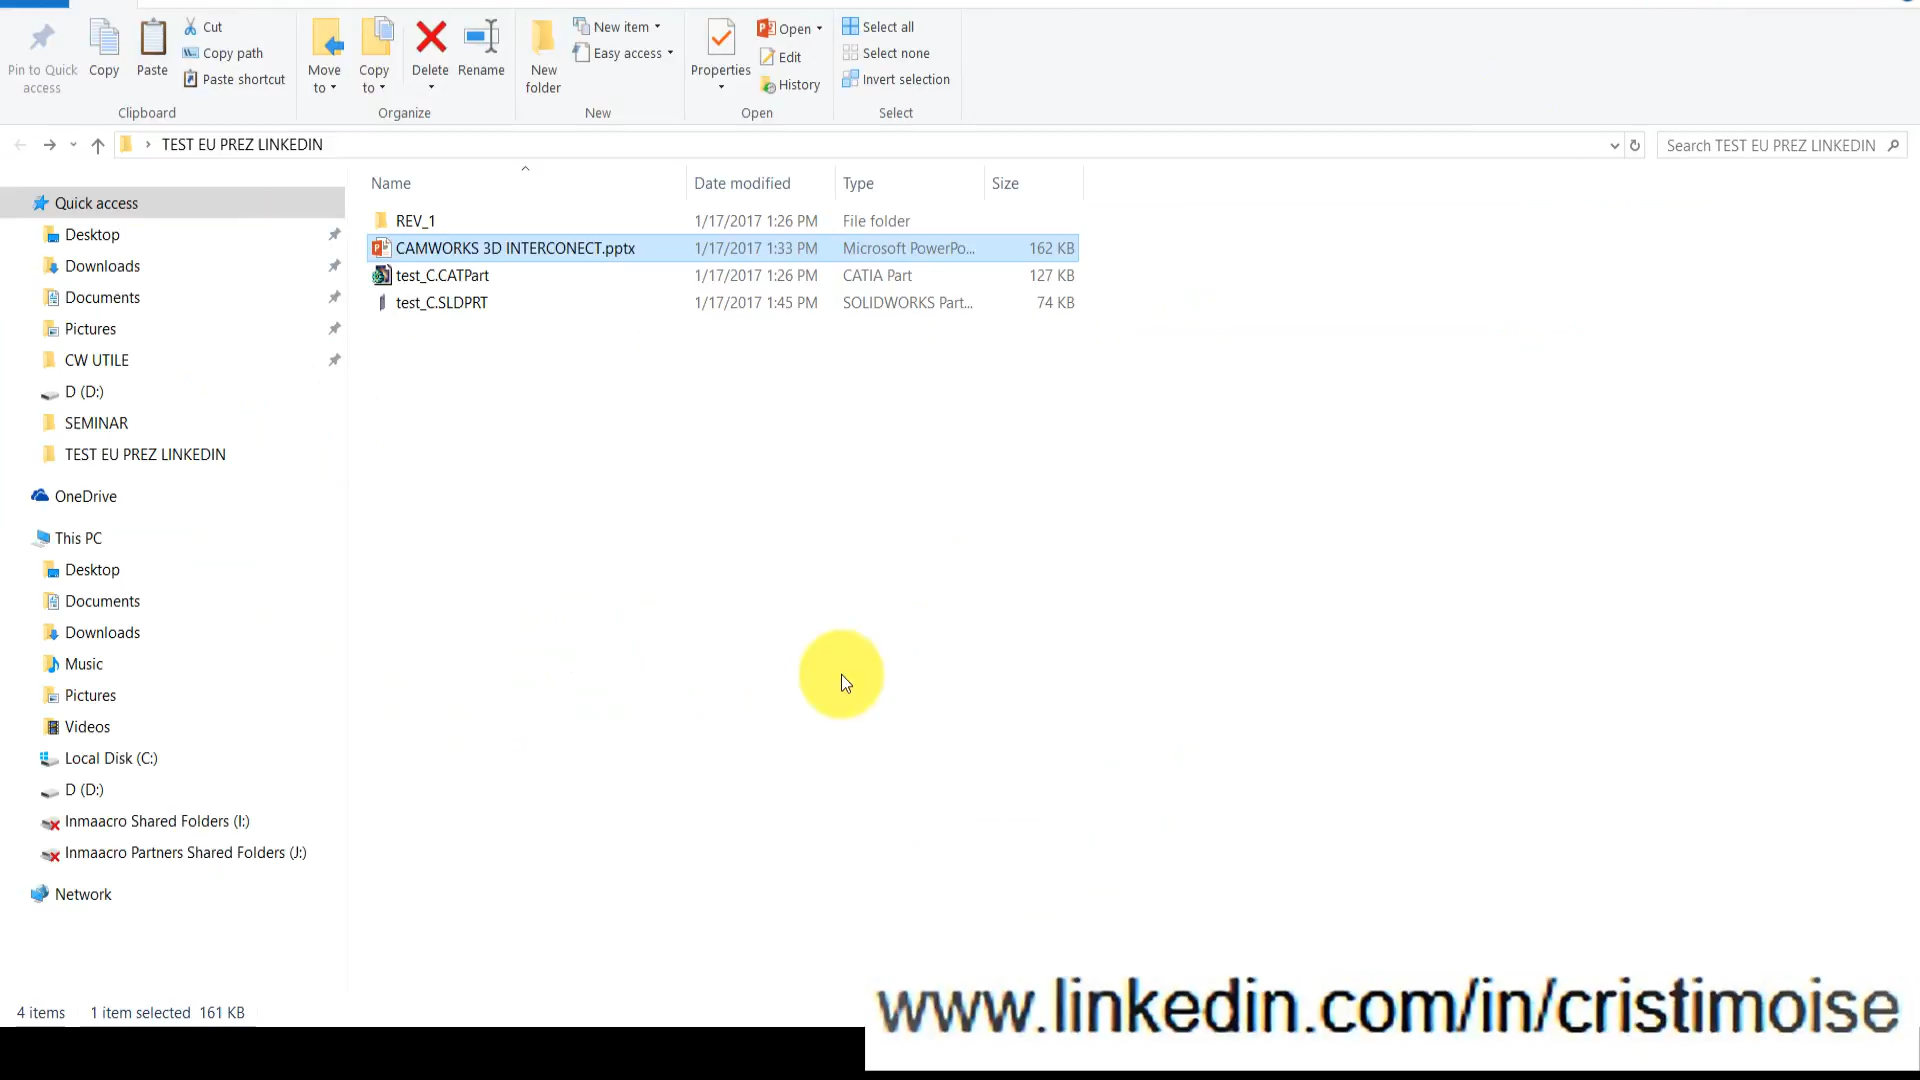 Pin to Quick access
Copy
Paste
Cut
Copy path
Paste shortcut
Clipboard
Move to
Copy to
Delete
Rename
Organize
New folder
New item
Easy access
New
Properties
Open
Edit
History
Open
Select all
Select none
Invert selection
Select
TEST EU PREZ LINKEDIN
Search TEST EU PREZ LINKEDIN
Name Date modified Type Size
REV_1 1/17/2017 1:26 PM File folder
CAMWORKS 3D INTERCONECT.pptx 1/17/2017 1:33 PM Microsoft PowerPo... 162 KB
test_C.CATPart 1/17/2017 1:26 PM CATIA Part 127 KB
test_C.SLDPRT 1/17/2017 1:45 PM SOLIDWORKS Part... 74 KB
Quick access
Desktop
Downloads
Documents
Pictures
CW UTILE
D (D:)
SEMINAR
TEST EU PREZ LINKEDIN
OneDrive
This PC
Desktop
Documents
Downloads
Music
Pictures
Videos
Local Disk (C:)
D (D:)
Inmaacro Shared Folders (I:)
Inmaacro Partners Shared Folders (J:)
Network
4 items 1 item selected 161 KB
www.linkedin.com/in/cristimoise